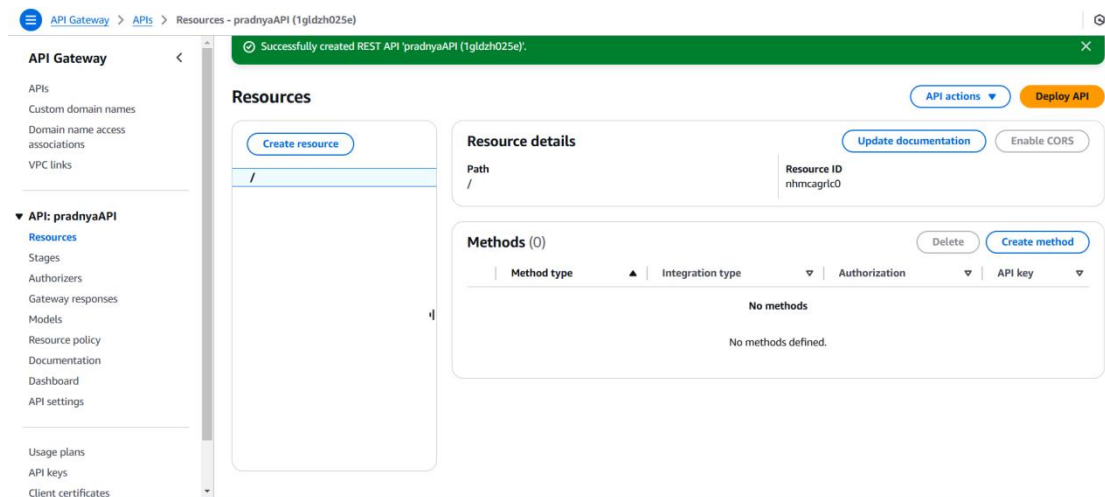 API Gateway > APIs > Resources - pradnyaAPI (1gldzh025e)
Successfully created REST API 'pradnyaAPI (1gldzh025e)'.
API Gateway
APIs
Custom domain names
Domain name access
associations
VPC links
API: pradnyaAPI
Resources
Stages
Authorizers
Gateway responses
Models
Resource policy
Documentation
Dashboard
API settings
Usage plans
API keys
Client certificates
Resources
API actions
Deploy API
Create resource
/
Resource details
Update documentation
Enable CORS
Path
/
Resource ID
nhmcagrlc0
Methods (0)
Delete
Create method
Method type
Integration type
Authorization
API key
No methods
No methods defined.